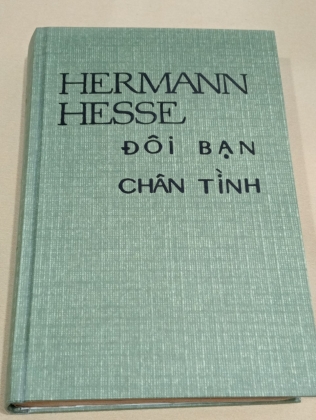 HERMANN
HESSE
ĐÔI BẠN
CHÂN TÌNH